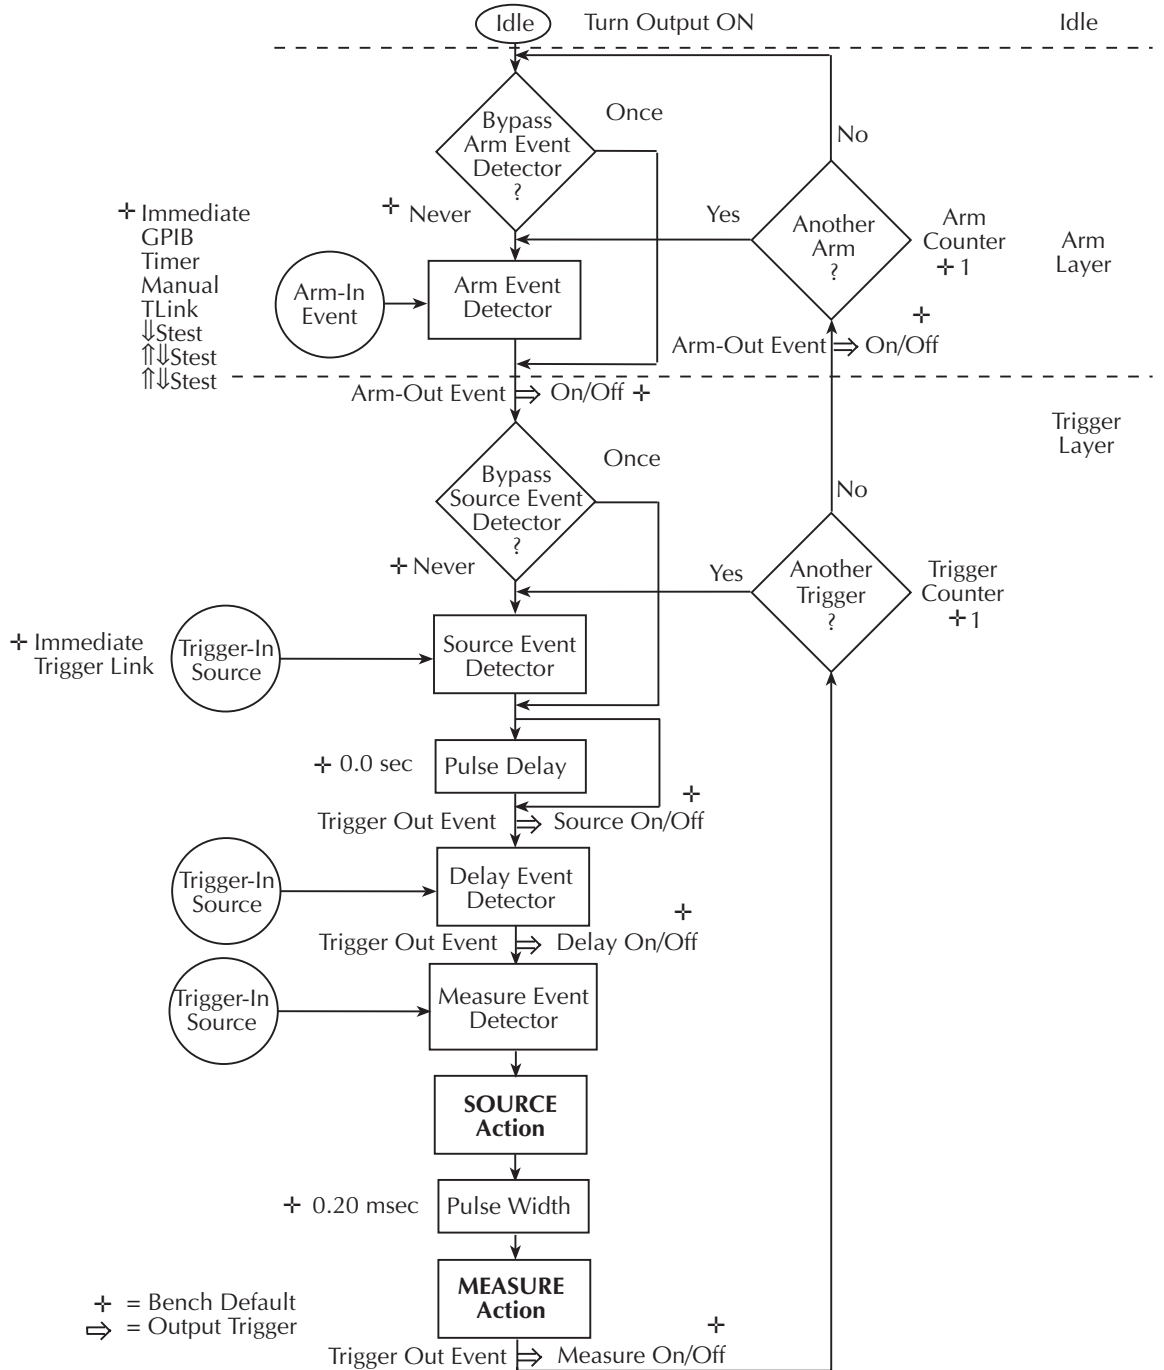 Idle
Turn Output ON
Idle
Bypass
Arm Event
Detector
?
Once
No
✛ Never
Yes
✛ Immediate
GPIB
Timer
Manual
TLink
⇓Stest
⇑⇓Stest
⇑⇓Stest
Another
Arm
?
Arm
Counter
✛ 1
Arm
Layer
Arm-In
Event
Arm Event
Detector
✛
Arm-Out Event ⇒ On/Off
Arm-Out Event ⇒ On/Off ✛
Trigger
Layer
Bypass
Source Event
Detector
?
Once
No
✛ Never
Yes
Another
Trigger
?
Trigger
Counter
✛ 1
✛ Immediate
Trigger Link
Trigger-In
Source
Source Event
Detector
✛ 0.0 sec
Pulse Delay
✛
Trigger Out Event ⇒ Source On/Off
Trigger-In
Source
Delay Event
Detector
✛
Trigger Out Event ⇒ Delay On/Off
Trigger-In
Source
Measure Event
Detector
SOURCE
Action
✛ 0.20 msec
Pulse Width
MEASURE
Action
✛ = Bench Default
⇒ = Output Trigger
✛
Trigger Out Event ⇒ Measure On/Off